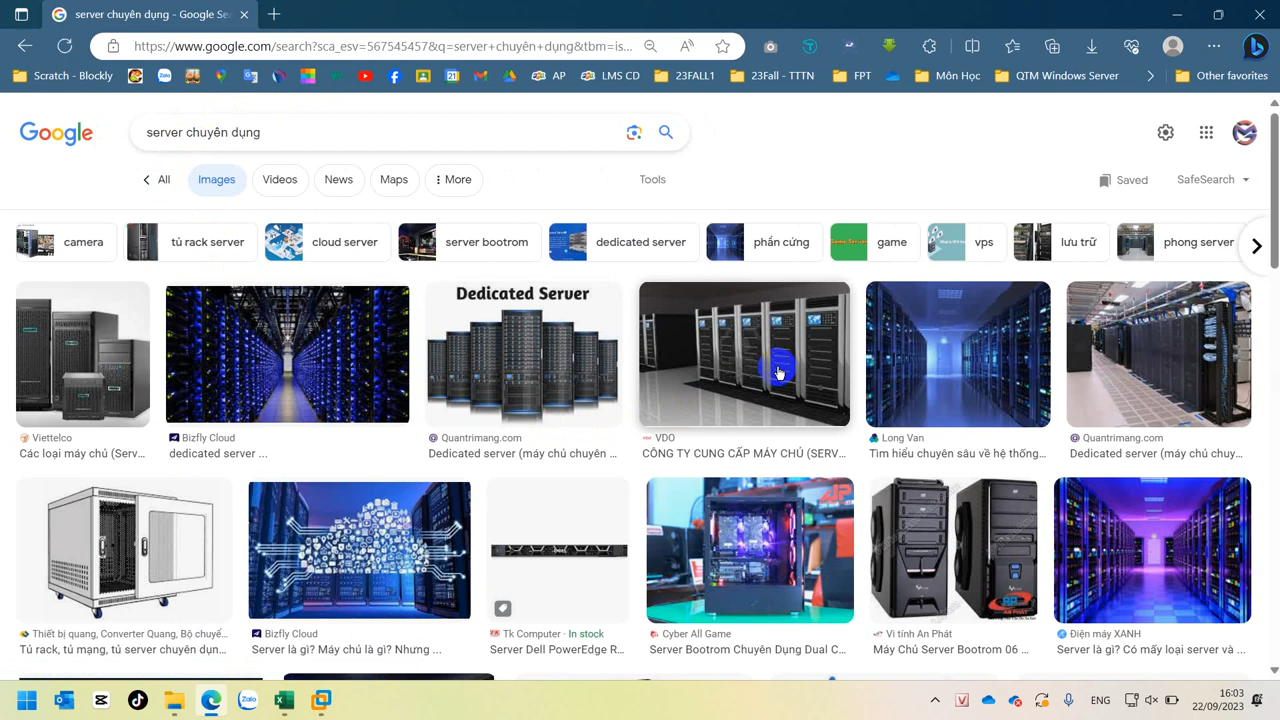 server chuyên dụng - Google Sea
https://www.google.com/search?sca_esv=567545457&q=server+chuyên+dụng&tbm=is...
Scratch - Blockly
AP
LMS CD
23FALL1
23Fall - TTTN
FPT
Môn Học
QTM Windows Server
Other favorites
Google
server chuyên dụng
All
Images
Videos
News
Maps
More
Tools
Saved
SafeSearch
camera
tủ rack server
cloud server
server bootrom
dedicated server
phần cứng
game
vps
lưu trữ
phong server
Dedicated Server
Viettelco
Các loại máy chủ (Serv...
Bizfly Cloud
dedicated server ...
Quantrimang.com
Dedicated server (máy chủ chuyên ...
VDO
CÔNG TY CUNG CẤP MÁY CHỦ (SERV...
Long Van
Tìm hiểu chuyên sâu về hệ thống...
Quantrimang.com
Dedicated server (máy chủ chuy...
Thiết bị quang, Converter Quang, Bộ chuyể...
Tủ rack, tủ mạng, tủ server chuyên dụn...
Bizfly Cloud
Server là gì? Máy chủ là gì? Nhưng ...
Tk Computer · In stock
Server Dell PowerEdge R...
Cyber All Game
Server Bootrom Chuyên Dụng Dual C...
Vi tính An Phát
Máy Chủ Server Bootrom 06 ...
Điện máy XANH
Server là gì? Có mấy loại server và ...
ENG
16:03
22/09/2023